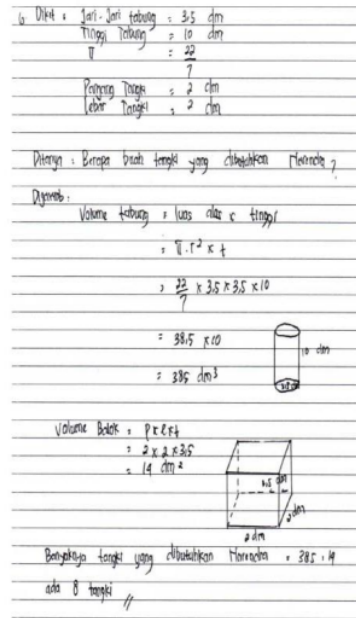 6. Dikt : Jari-Jari tabung = 3,5 dm
Tinggi Tabung = 10 dm
π = 22/7
Panjang Tangki = 2 dm
Lebar Tangki = 2 dm
Ditanya : Berapa buah tangki yang dibutuhkan Narendra ?
Dijawab :
Volume tabung = luas alas x tinggi
= π . r² x t
= 22/7 x 3,5 x 3,5 x 10
= 38,5 x 10
= 385 dm³
10 dm
Volume Balok = p x l x t
= 2 x 2 x 3,5
= 14 dm²
3,5 dm
2 dm
2 dm
Banyaknya tangki yang dibutuhkan Narendra = 385 : 14
ada 8 tangki //